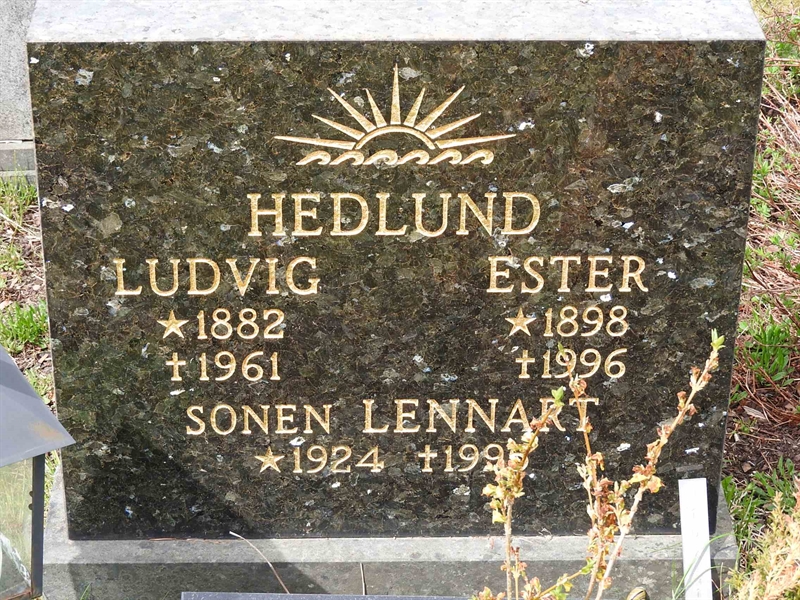 HEDLUND
LUDVIG ESTER
★1882 ★1898
†1961 †1996
SONEN LENNART
★1924